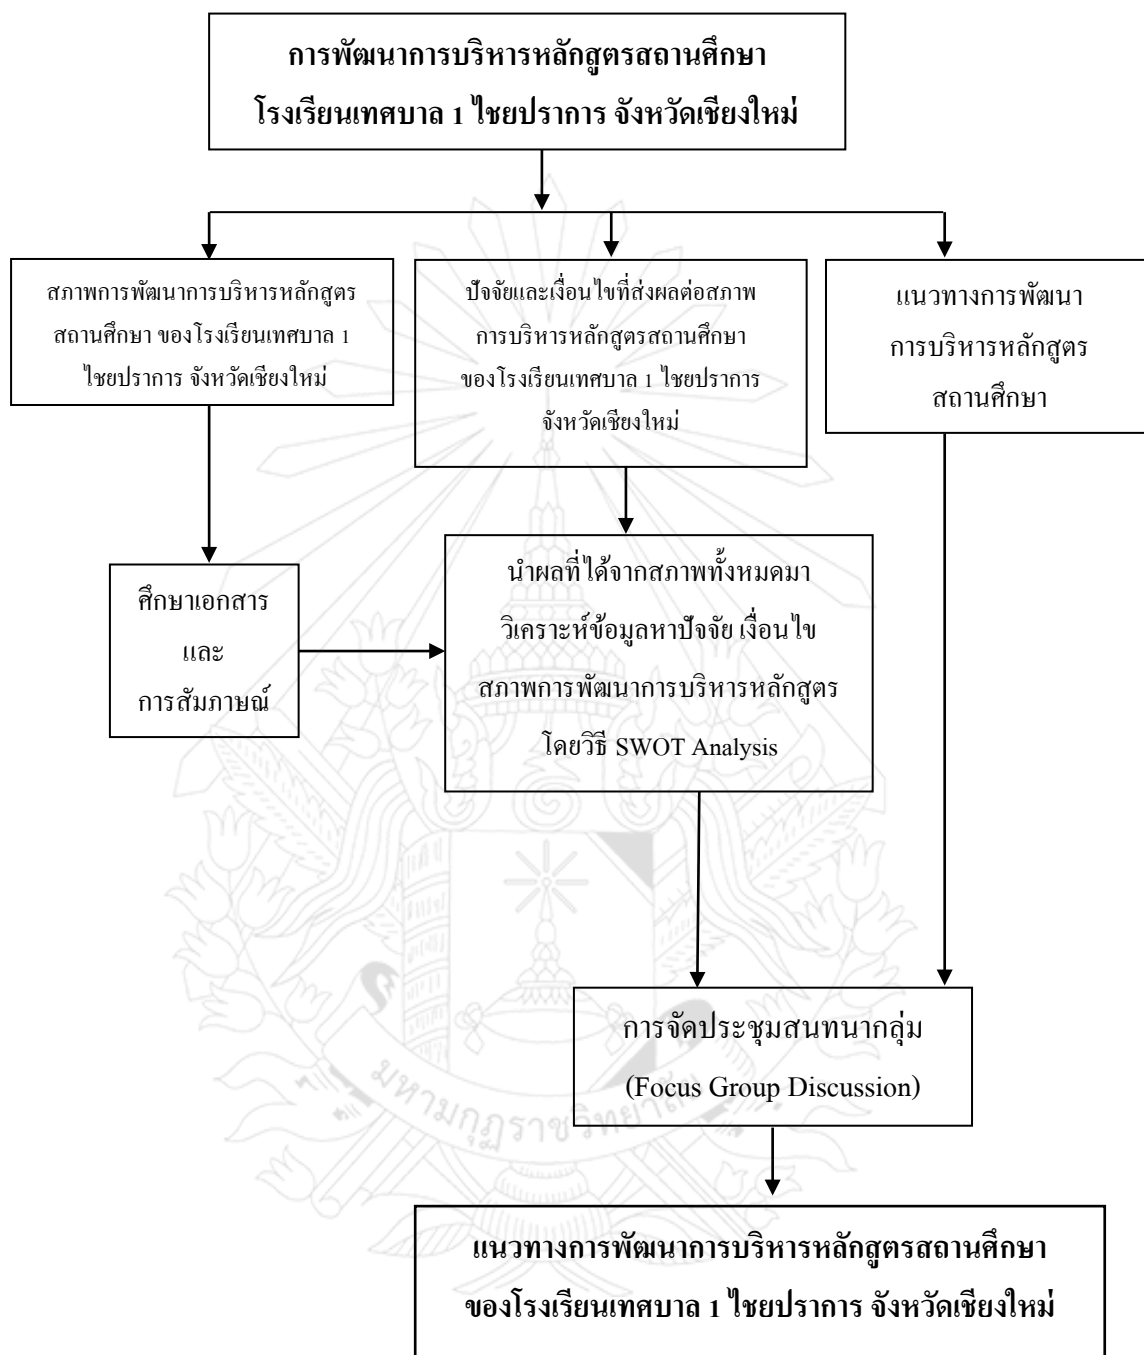 การพัฒนาการบริหารหลักสูตรสถานศึกษา
โรงเรียนเทศบาล 1 ไชยปราการ จังหวัดเชียงใหม่
สภาพการพัฒนาการบริหารหลักสูตร
สถานศึกษา ของโรงเรียนเทศบาล 1
ไชยปราการ จังหวัดเชียงใหม่
ปัจจัยและเงื่อนไขที่ส่งผลต่อสภาพ
การบริหารหลักสูตรสถานศึกษา
ของโรงเรียนเทศบาล 1 ไชยปราการ
จังหวัดเชียงใหม่
แนวทางการพัฒนา
การบริหารหลักสูตร
สถานศึกษา
ศึกษาเอกสาร
และ
การสัมภาษณ์
นำผลที่ได้จากสภาพทั้งหมดมา
วิเคราะห์ข้อมูลหาปัจจัย เงื่อนไข
สภาพการพัฒนาการบริหารหลักสูตร
โดยวิธี SWOT Analysis
การจัดประชุมสนทนากลุ่ม
(Focus Group Discussion)
มหามกุฏราชวิทยาลัย
แนวทางการพัฒนาการบริหารหลักสูตรสถานศึกษา
ของโรงเรียนเทศบาล 1 ไชยปราการ จังหวัดเชียงใหม่